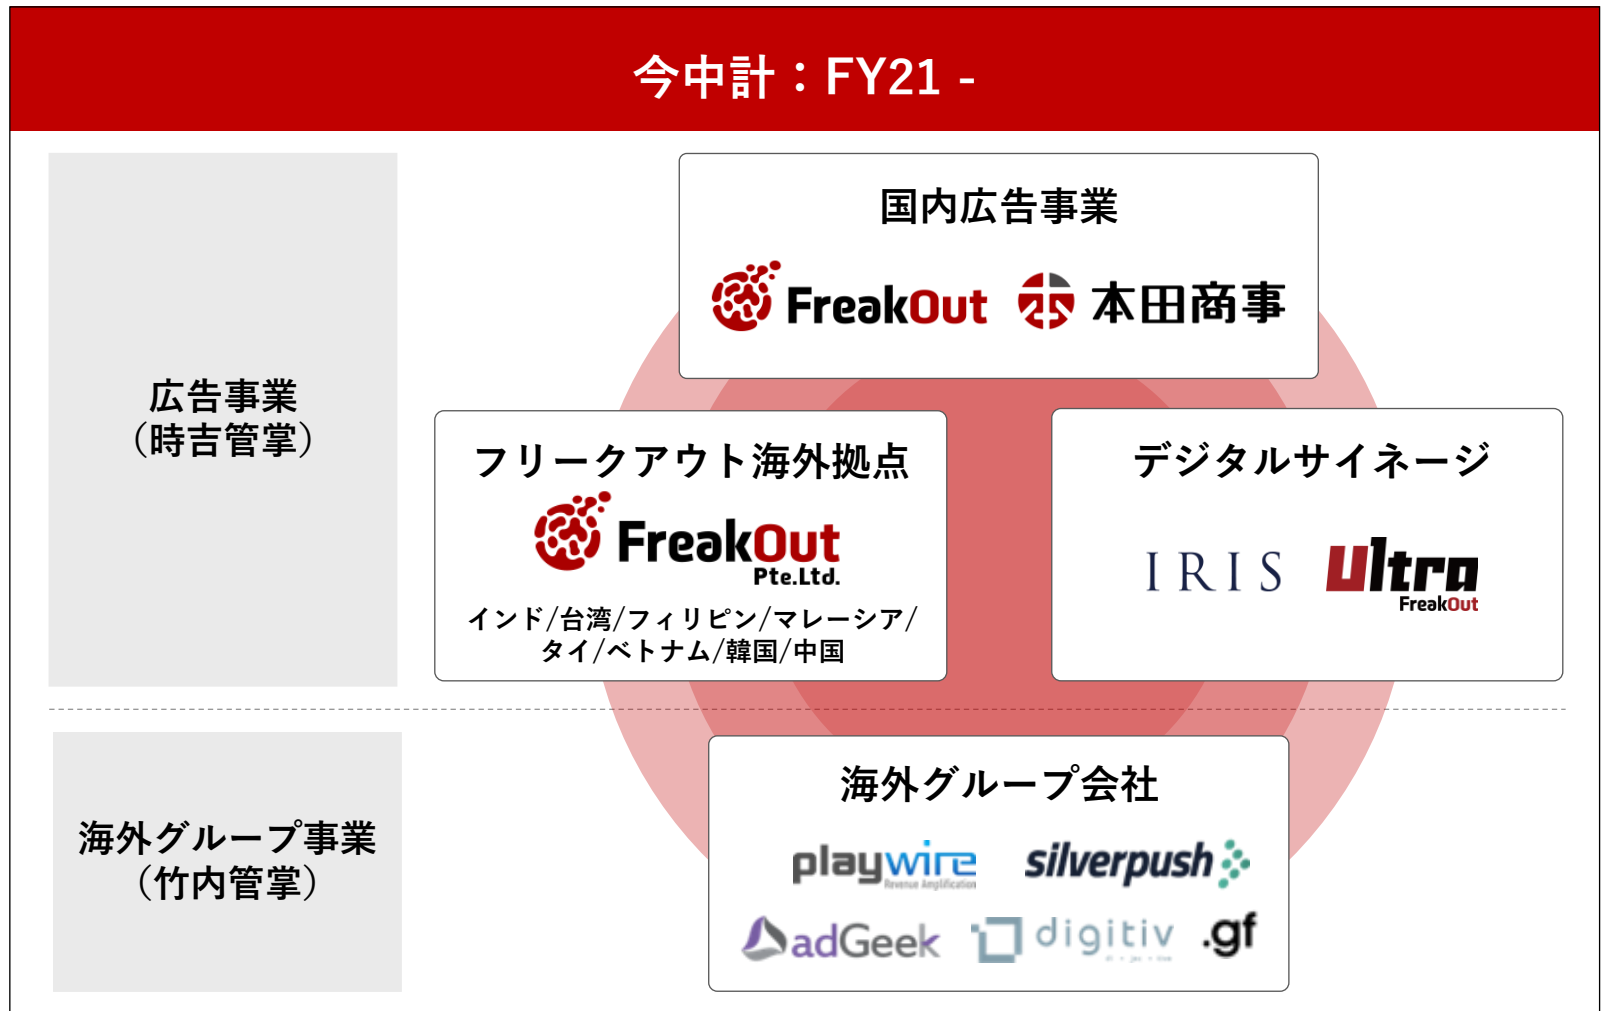 今中計：FY21 -
広告事業
（時吉管掌）
国内広告事業
FreakOut
本田商事
フリークアウト海外拠点
FreakOut
Pte.Ltd.
インド/台湾/フィリピン/マレーシア/
タイ/ベトナム/韓国/中国
デジタルサイネージ
IRIS
Ultra
FreakOut
海外グループ事業
（竹内管掌）
海外グループ会社
playwire
Revenue Amplification
silverpush
adGeek
digitiv
.gf